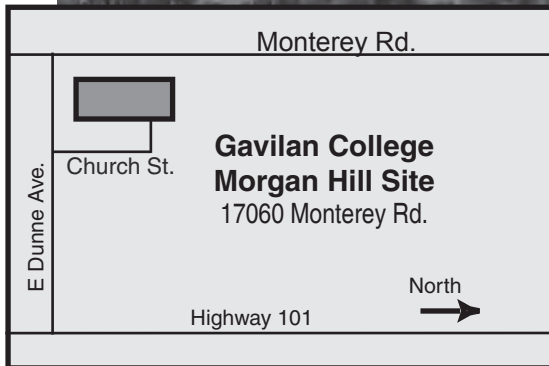 Monterey Rd.
Church St.
E Dunne Ave.
Gavilan College
Morgan Hill Site
17060 Monterey Rd.
North
Highway 101